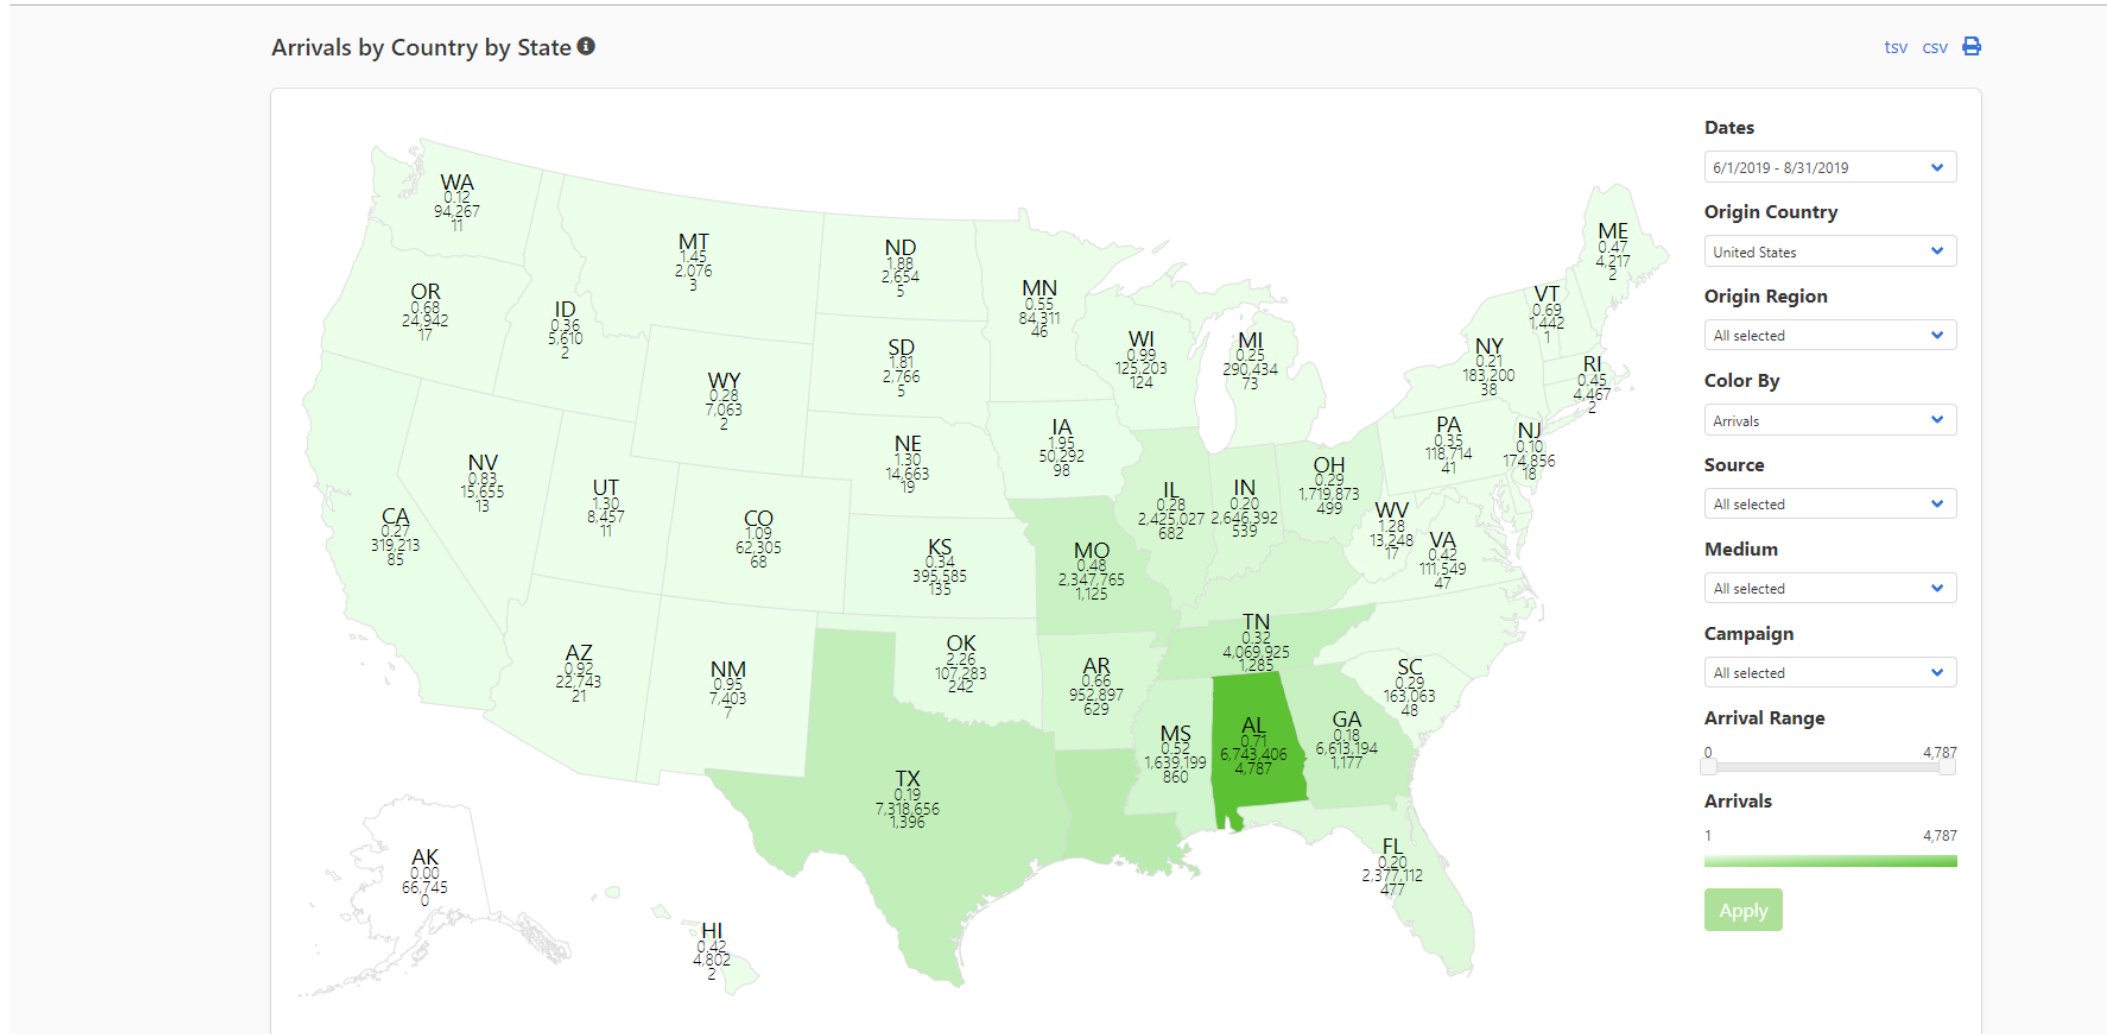 Arrivals by Country by State
tsv csv
WA
0.12
94,267
11
OR
0.68
24,942
17
ID
0.36
5,610
2
MT
1.45
2,076
3
ND
1.88
2,654
5
MN
0.55
84,311
46
SD
1.81
2,766
5
WY
0.28
7,063
2
WI
0.99
125,203
124
MI
0.25
290,434
73
NY
0.21
183,200
38
VT
0.69
1,442
1
ME
0.47
4,217
2
RI
0.45
4,467
2
CA
0.27
319,213
85
NV
0.83
15,655
13
UT
1.30
8,457
11
CO
1.09
62,305
68
NE
1.30
14,663
19
IA
1.95
50,292
98
KS
0.34
395,585
135
MO
0.48
2,347,765
1,125
IL
0.28
2,425,027
682
IN
0.20
2,646,392
539
OH
0.29
1,719,873
499
PA
0.35
118,714
41
NJ
0.10
174,856
18
WV
1.28
13,248
17
VA
0.42
111,549
47
AZ
0.92
22,743
21
NM
0.95
7,403
7
OK
2.26
107,283
242
AR
0.66
952,897
629
TN
0.32
4,069,925
1,285
SC
0.29
163,063
48
TX
0.19
7,318,656
1,396
MS
0.52
1,639,199
860
AL
0.71
6,743,406
4,787
GA
0.18
6,613,194
1,177
FL
0.20
2,377,112
477
AK
0.00
66,745
0
HI
0.42
4,802
2
Dates
6/1/2019 - 8/31/2019
Origin Country
United States
Origin Region
All selected
Color By
Arrivals
Source
All selected
Medium
All selected
Campaign
All selected
Arrival Range
0 4,787
Arrivals
1 4,787
Apply